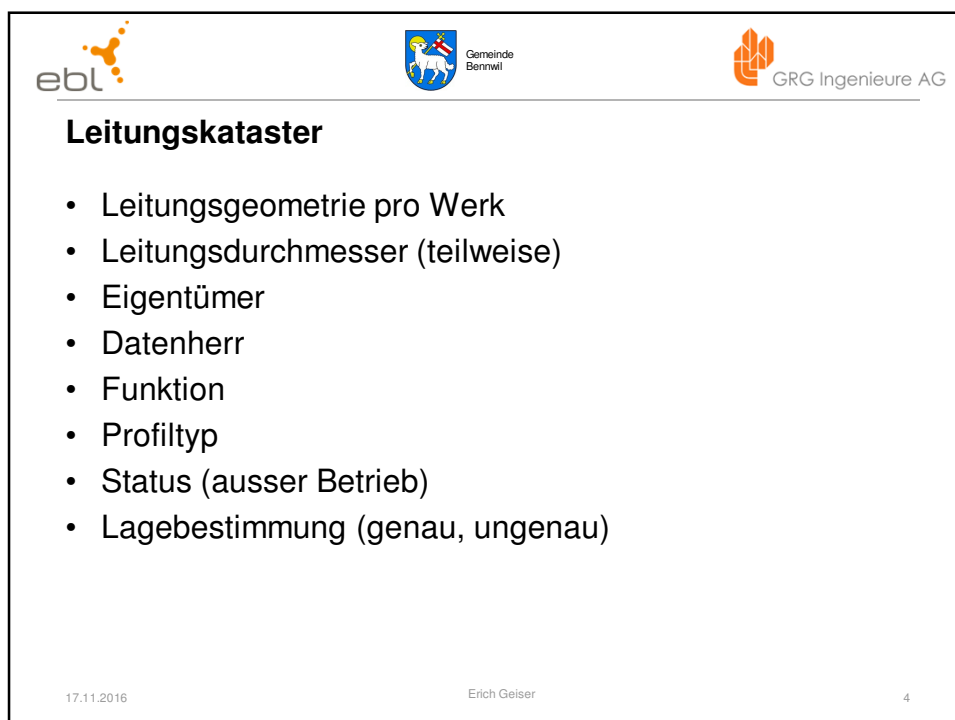 ebl
Gemeinde
Bennwil
GRG Ingenieure AG
Leitungskataster
• Leitungsgeometrie pro Werk
• Leitungsdurchmesser (teilweise)
• Eigentümer
• Datenherr
• Funktion
• Profiltyp
• Status (ausser Betrieb)
• Lagebestimmung (genau, ungenau)
17.11.2016
Erich Geiser
4